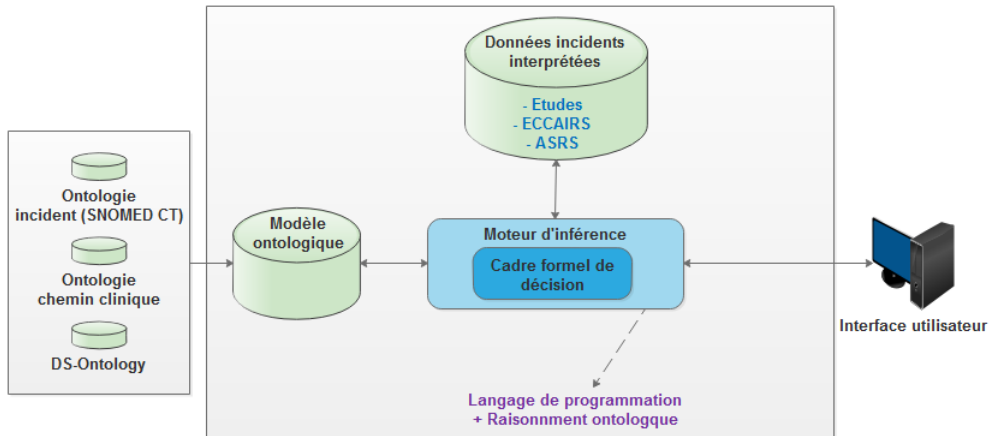 Données incidents
interprétées
- Etudes
- ECCAIRS
- ASRS
Ontologie
incident (SNOMED CT)
Ontologie
chemin clinique
DS-Ontology
Modèle
ontologique
Moteur d'inférence
Cadre formel de
décision
Interface utilisateur
Langage de programmation
+ Raisonnment ontologque